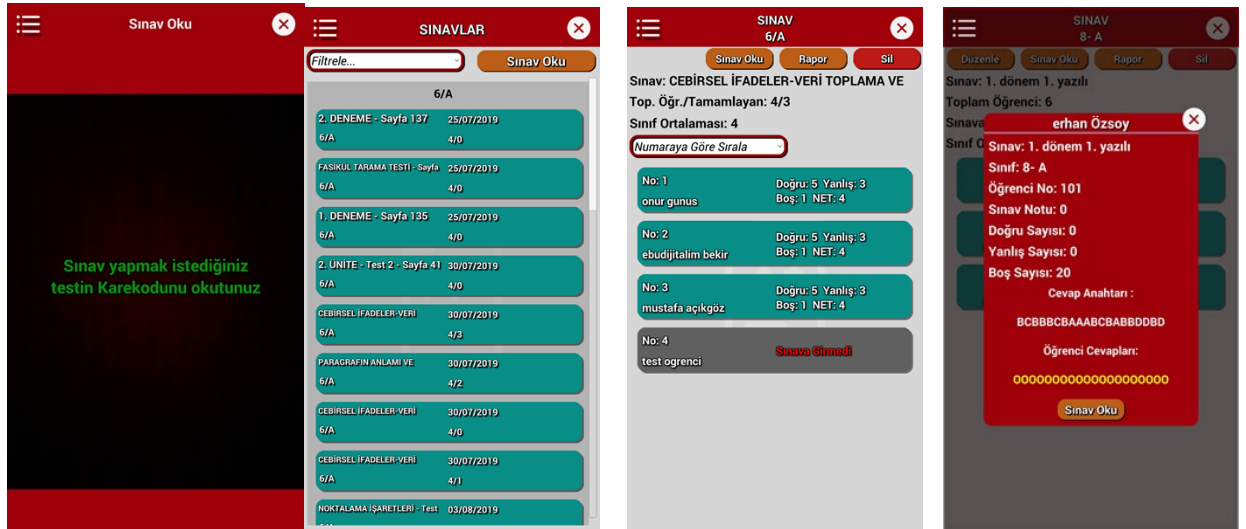 Sınav Oku
Sınav yapmak istediğiniz
testin Karekodunu okutunuz
SINAVLAR
Filtrele...
Sınav Oku
6/A
2. DENEME - Sayfa 137 25/07/2019
6/A 4/0
FASİKÜL TARAMA TESTİ - Sayfa 25/07/2019
6/A 4/0
1. DENEME - Sayfa 135 25/07/2019
6/A 4/0
2. ÜNİTE - Test 2 - Sayfa 41 30/07/2019
6/A 4/0
CEBİRSEL İFADELER-VERİ 30/07/2019
6/A 4/3
PARAGRAFIN ANLAMI VE 30/07/2019
6/A 4/2
CEBİRSEL İFADELER-VERİ 30/07/2019
6/A 4/0
CEBİRSEL İFADELER-VERİ 30/07/2019
6/A 4/1
NOKTALAMA İŞARETLERİ - Test 03/08/2019
SINAV
6/A
Sınav Oku Rapor Sil
Sınav: CEBİRSEL İFADELER-VERİ TOPLAMA VE
Top. Öğr./Tamamlayan: 4/3
Sınıf Ortalaması: 4
Numaraya Göre Sırala
No: 1 Doğru: 5 Yanlış: 3
onur gunus Boş: 1 NET: 4
No: 2 Doğru: 5 Yanlış: 3
ebudijitalim bekir Boş: 1 NET: 4
No: 3 Doğru: 5 Yanlış: 3
mustafa açıkgöz Boş: 1 NET: 4
No: 4
test ogrenci Sınava Girmedi
SINAV
8- A
Duzenle Sınav Oku Rapor Sil
Sınav: 1. dönem 1. yazılı
Toplam Öğrenci: 6
Sınava
Sınıf O
erhan Özsoy
Sınav: 1. dönem 1. yazılı
Sınıf: 8- A
Öğrenci No: 101
Sınav Notu: 0
Doğru Sayısı: 0
Yanlış Sayısı: 0
Boş Sayısı: 20
Cevap Anahtarı :
BCBBBCBAAABCBABBDDBD
Öğrenci Cevapları:
OOOOOOOOOOOOOOOOOOOO
Sınav Oku